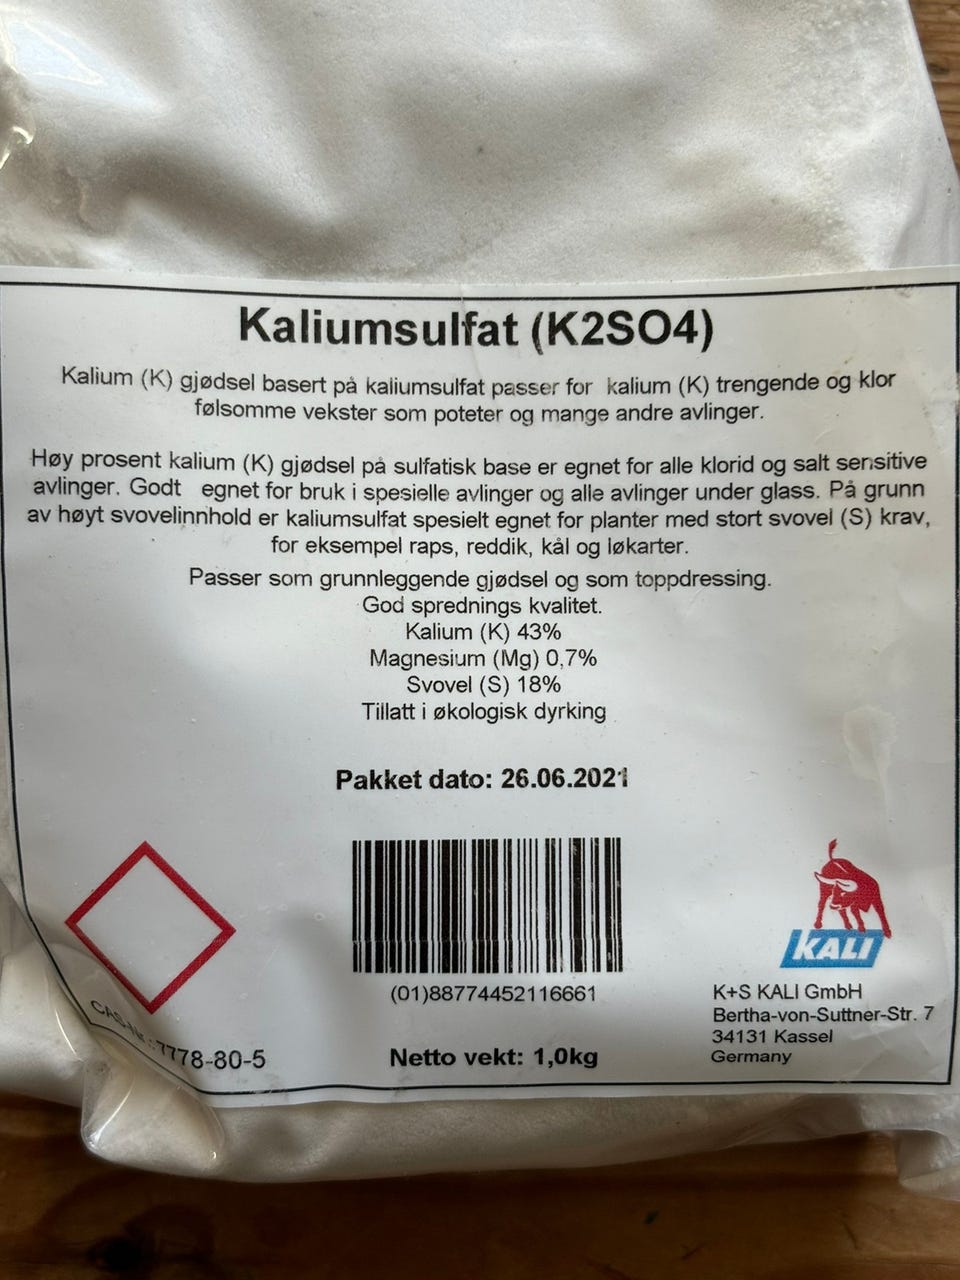 Kaliumsulfat (K2SO4)
Kalium (K) gjødsel basert på kaliumsulfat passer for kalium (K) trengende og klor
følsomme vekster som poteter og mange andre avlinger.
Høy prosent kalium (K) gjødsel på sulfatisk base er egnet for alle klorid og salt sensitive
avlinger. Godt egnet for bruk i spesielle avlinger og alle avlinger under glass. På grunn
av høyt svovelinnhold er kaliumsulfat spesielt egnet for planter med stort svovel (S) krav,
for eksempel raps, reddik, kål og løkarter.
Passer som grunnleggende gjødsel og som toppdressing.
God sprednings kvalitet.
Kalium (K) 43%
Magnesium (Mg) 0,7%
Svovel (S) 18%
Tillatt i økologisk dyrking
Pakket dato: 26.06.2021
KALI
(01)88774452116661
K+S KALI GmbH
Bertha-von-Suttner-Str. 7
34131 Kassel
Germany
CAS-Nr.:7778-80-5
Netto vekt: 1,0kg